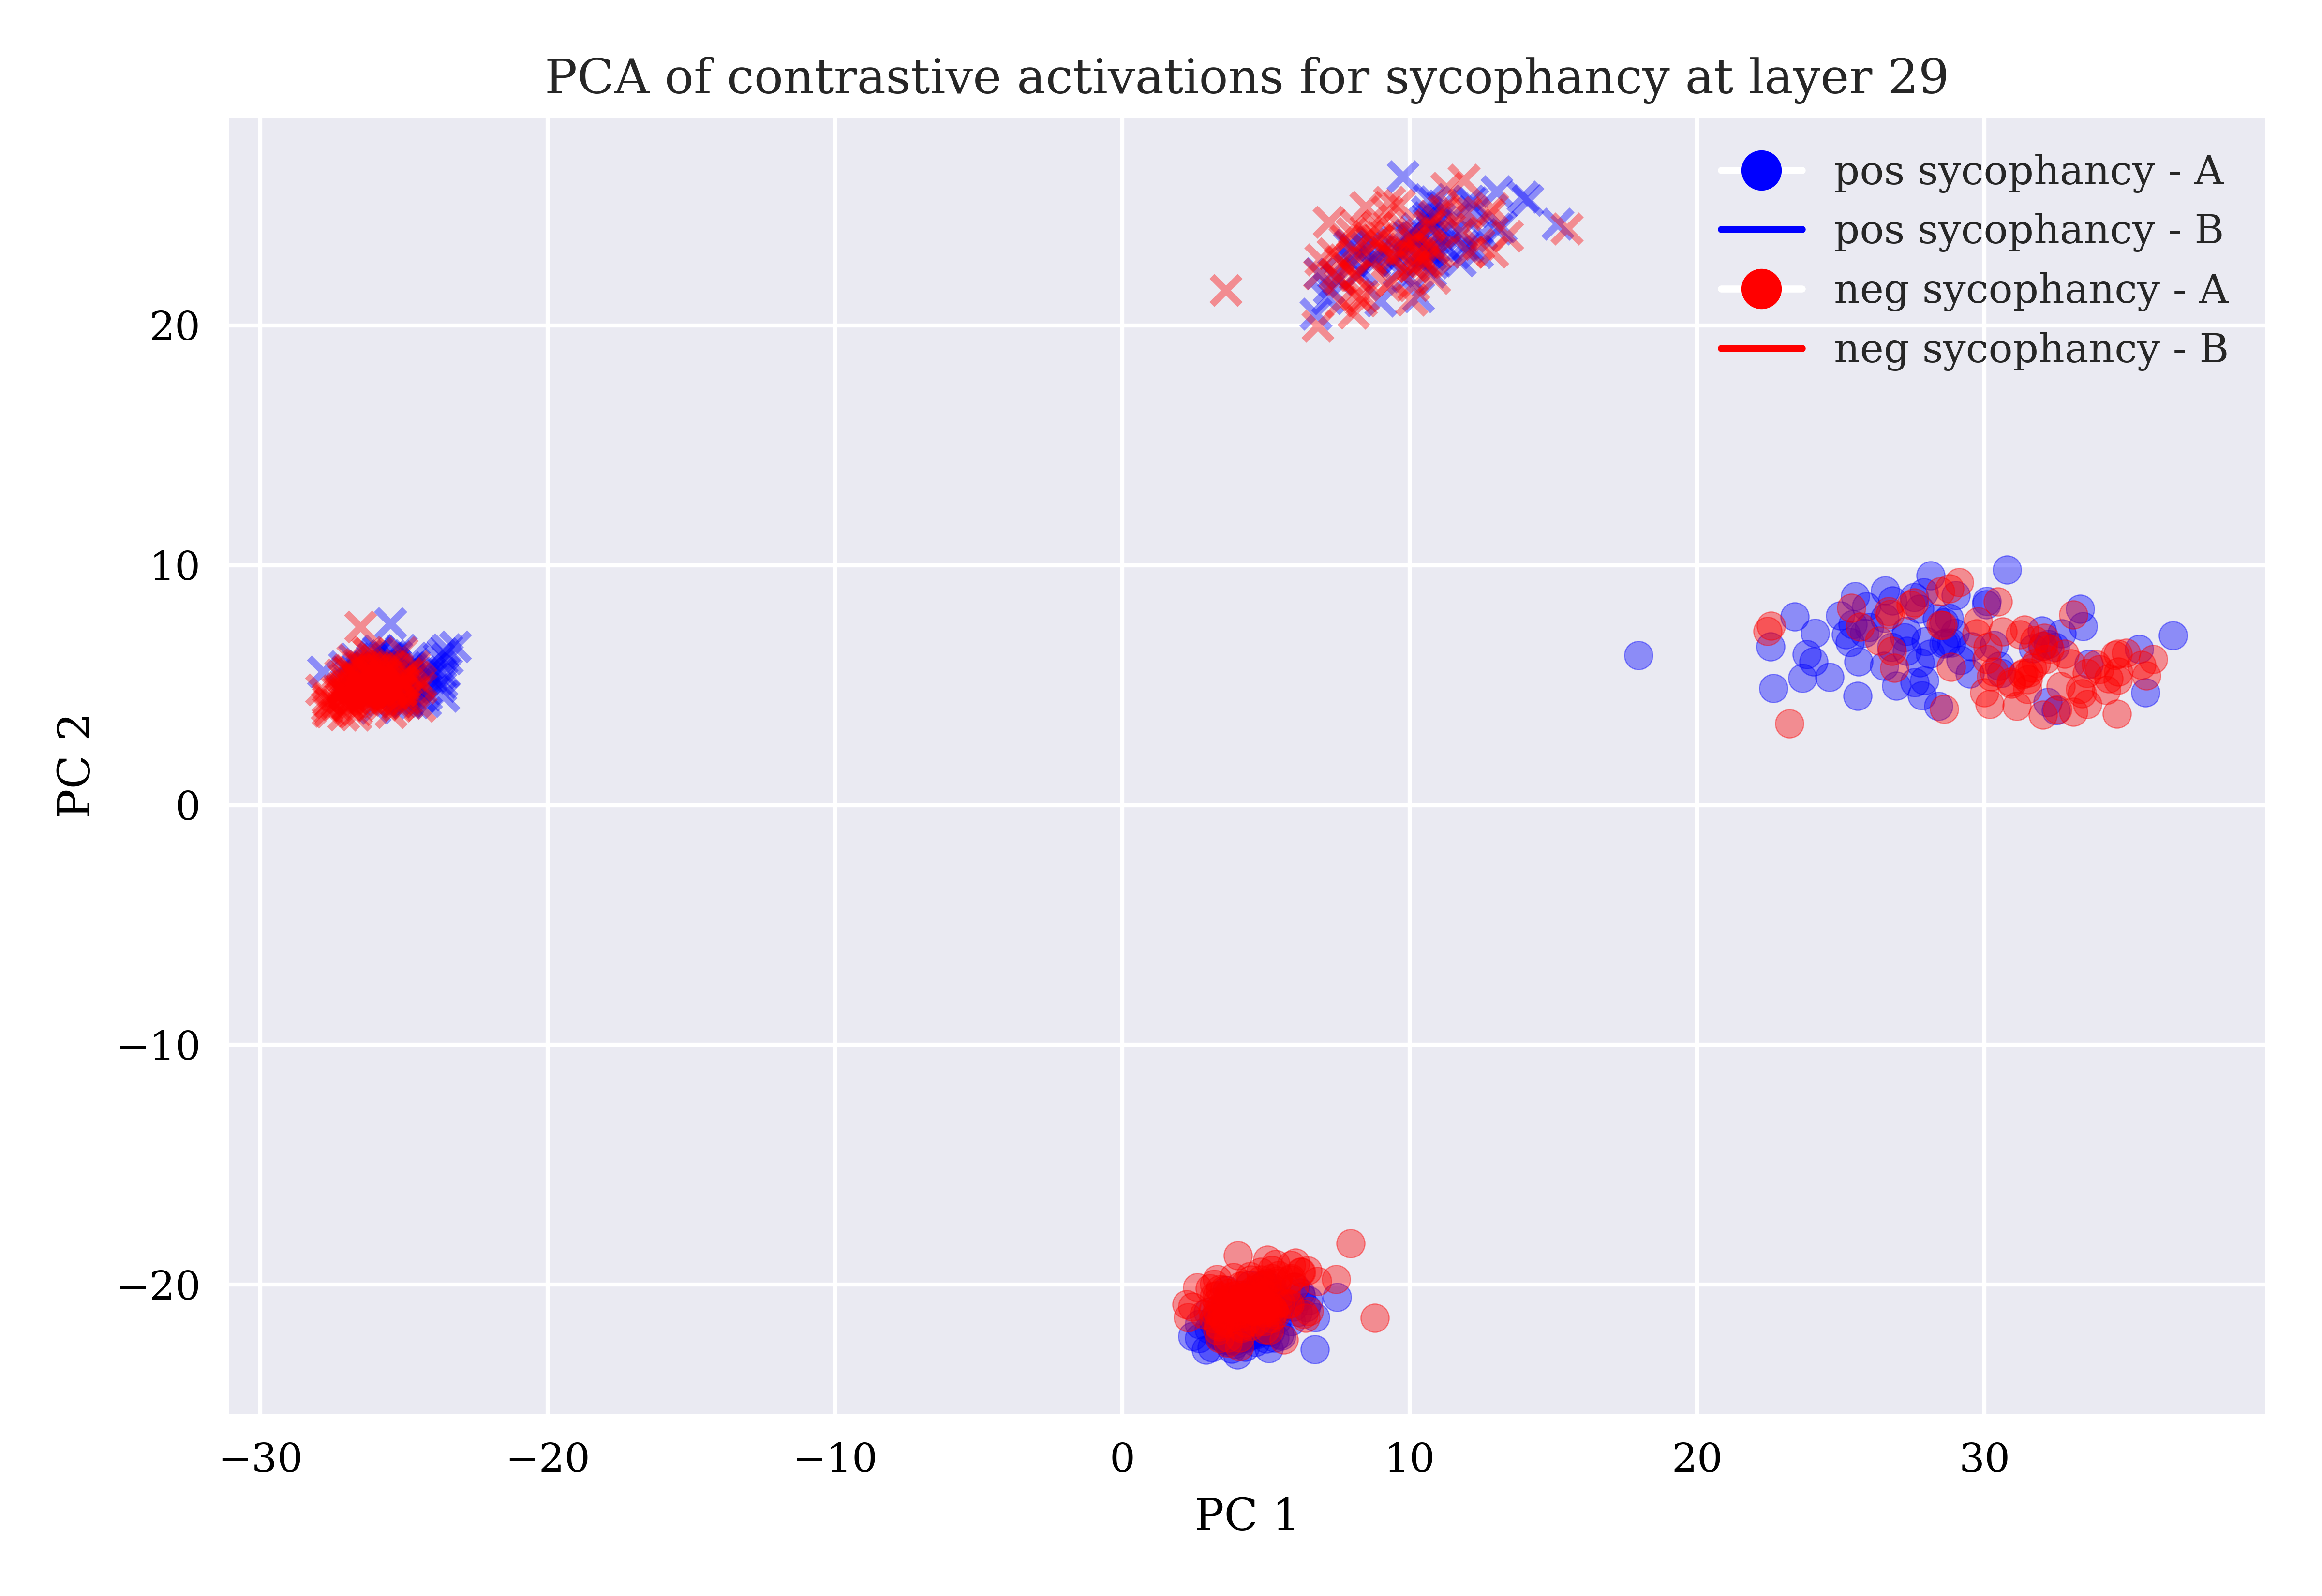 PCA of contrastive activations for sycophancy at layer 29
pos sycophancy - A
pos sycophancy - B
neg sycophancy - A
neg sycophancy - B
20
10
0
−10
−20
PC 2
−30
−20
−10
0
10
20
30
PC 1